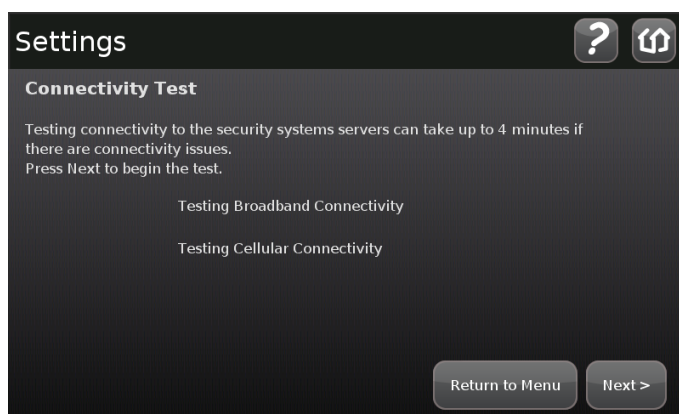 Settings
?
Connectivity Test
Testing connectivity to the security systems servers can take up to 4 minutes if
there are connectivity issues.
Press Next to begin the test.
Testing Broadband Connectivity
Testing Cellular Connectivity
Return to Menu
Next >